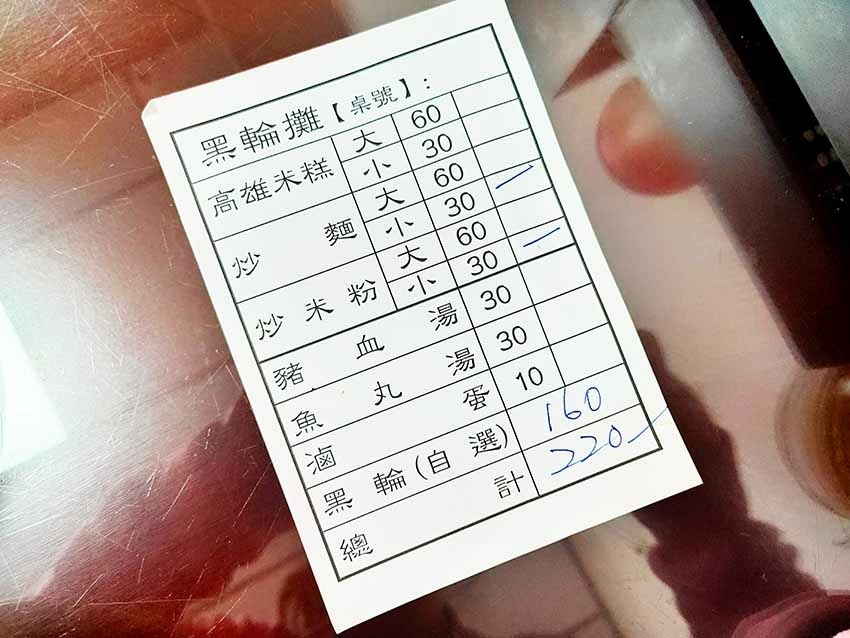 黑輪攤【桌號】:
高雄米糕 大 60
小 30
炒麵 大 60
小 30 ✓
炒米粉 大 60
小 30 ✓
豬血湯 30
魚丸湯 30
滷蛋 10
黑輪(自選) 160
總計 220